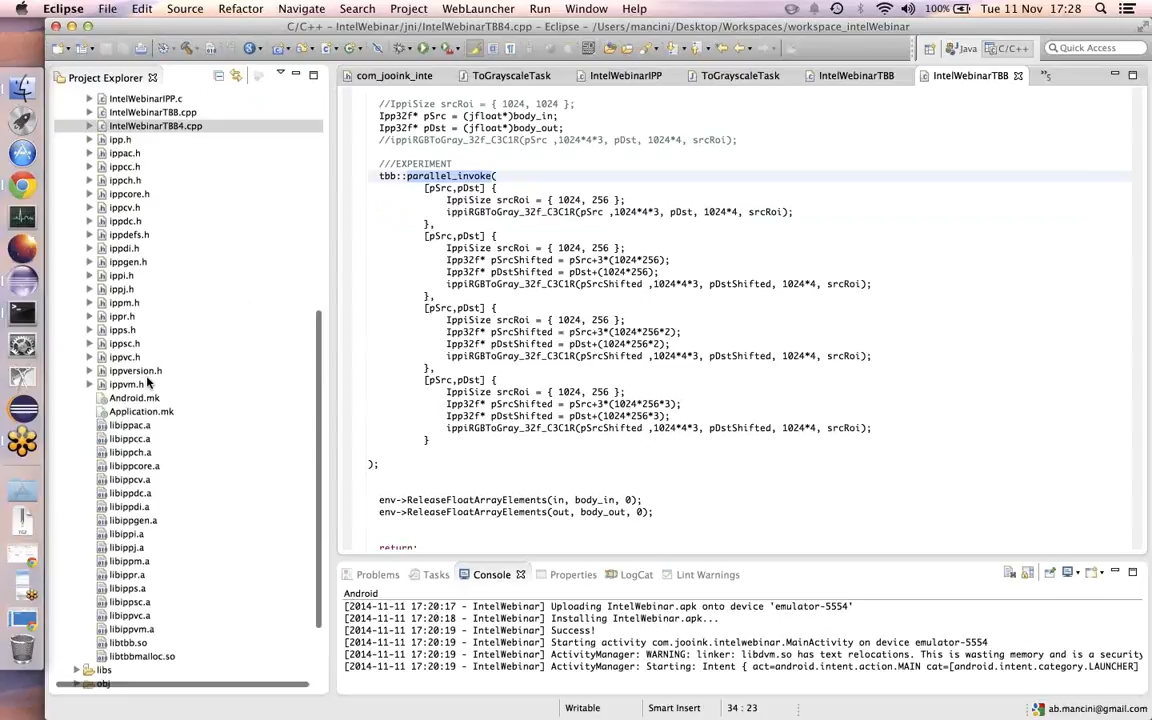 Eclipse File Edit Source Refactor Navigate Search Project WebLauncher Run Window Help 100% Tue 11 Nov 17:28
C/C++ - IntelWebinar/jni/IntelWebinarTBB4.cpp - Eclipse - /Users/mancini/Desktop/Workspaces/workspace_intelWebinar
Java C/C++ Quick Access
Project Explorer
com_jooink_inte ToGrayscaleTask IntelWebinarIPP ToGrayscaleTask IntelWebinarTBB IntelWebinarTBB »5
IntelWebinarIPP.c
IntelWebinarTBB.cpp
IntelWebinarTBB4.cpp
ipp.h
ippac.h
ippcc.h
ippch.h
ippcore.h
ippcv.h
ippdc.h
ippdefs.h
ippdi.h
ippgen.h
ippi.h
ippj.h
ippm.h
ippr.h
ipps.h
ippsc.h
ippvc.h
ippversion.h
ippvm.h
Android.mk
Application.mk
libippac.a
libippcc.a
libippch.a
libippcore.a
libippcv.a
libippdc.a
libippdi.a
libippgen.a
libippi.a
libippj.a
libippm.a
libippr.a
libipps.a
libippsc.a
libippvc.a
libippvm.a
libtbb.so
libtbbmalloc.so
libs
obj
//IppiSize srcRoi = { 1024, 1024 };
Ipp32f* pSrc = (jfloat*)body_in;
Ipp32f* pDst = (jfloat*)body_out;
//ippiRGBToGray_32f_C3C1R(pSrc ,1024*4*3, pDst, 1024*4, srcRoi);
///EXPERIMENT
tbb::parallel_invoke(
[pSrc,pDst] {
IppiSize srcRoi = { 1024, 256 };
ippiRGBToGray_32f_C3C1R(pSrc ,1024*4*3, pDst, 1024*4, srcRoi);
},
[pSrc,pDst] {
IppiSize srcRoi = { 1024, 256 };
Ipp32f* pSrcShifted = pSrc+3*(1024*256);
Ipp32f* pDstShifted = pDst+(1024*256);
ippiRGBToGray_32f_C3C1R(pSrcShifted ,1024*4*3, pDstShifted, 1024*4, srcRoi);
},
[pSrc,pDst] {
IppiSize srcRoi = { 1024, 256 };
Ipp32f* pSrcShifted = pSrc+3*(1024*256*2);
Ipp32f* pDstShifted = pDst+(1024*256*2);
ippiRGBToGray_32f_C3C1R(pSrcShifted ,1024*4*3, pDstShifted, 1024*4, srcRoi);
},
[pSrc,pDst] {
IppiSize srcRoi = { 1024, 256 };
Ipp32f* pSrcShifted = pSrc+3*(1024*256*3);
Ipp32f* pDstShifted = pDst+(1024*256*3);
ippiRGBToGray_32f_C3C1R(pSrcShifted ,1024*4*3, pDstShifted, 1024*4, srcRoi);
}
);
env->ReleaseFloatArrayElements(in, body_in, 0);
env->ReleaseFloatArrayElements(out, body_out, 0);
return;
Problems Tasks Console Properties LogCat Lint Warnings
Android
[2014-11-11 17:20:17 - IntelWebinar] Uploading IntelWebinar.apk onto device 'emulator-5554'
[2014-11-11 17:20:18 - IntelWebinar] Installing IntelWebinar.apk...
[2014-11-11 17:20:19 - IntelWebinar] Success!
[2014-11-11 17:20:19 - IntelWebinar] Starting activity com.jooink.intelwebinar.MainActivity on device emulator-5554
[2014-11-11 17:20:19 - IntelWebinar] ActivityManager: WARNING: linker: libdvm.so has text relocations. This is wasting memory and is a security
[2014-11-11 17:20:19 - IntelWebinar] ActivityManager: Starting: Intent { act=android.intent.action.MAIN cat=[android.intent.category.LAUNCHER]
Writable Smart Insert 34 : 23 ab.mancini@gmail.com